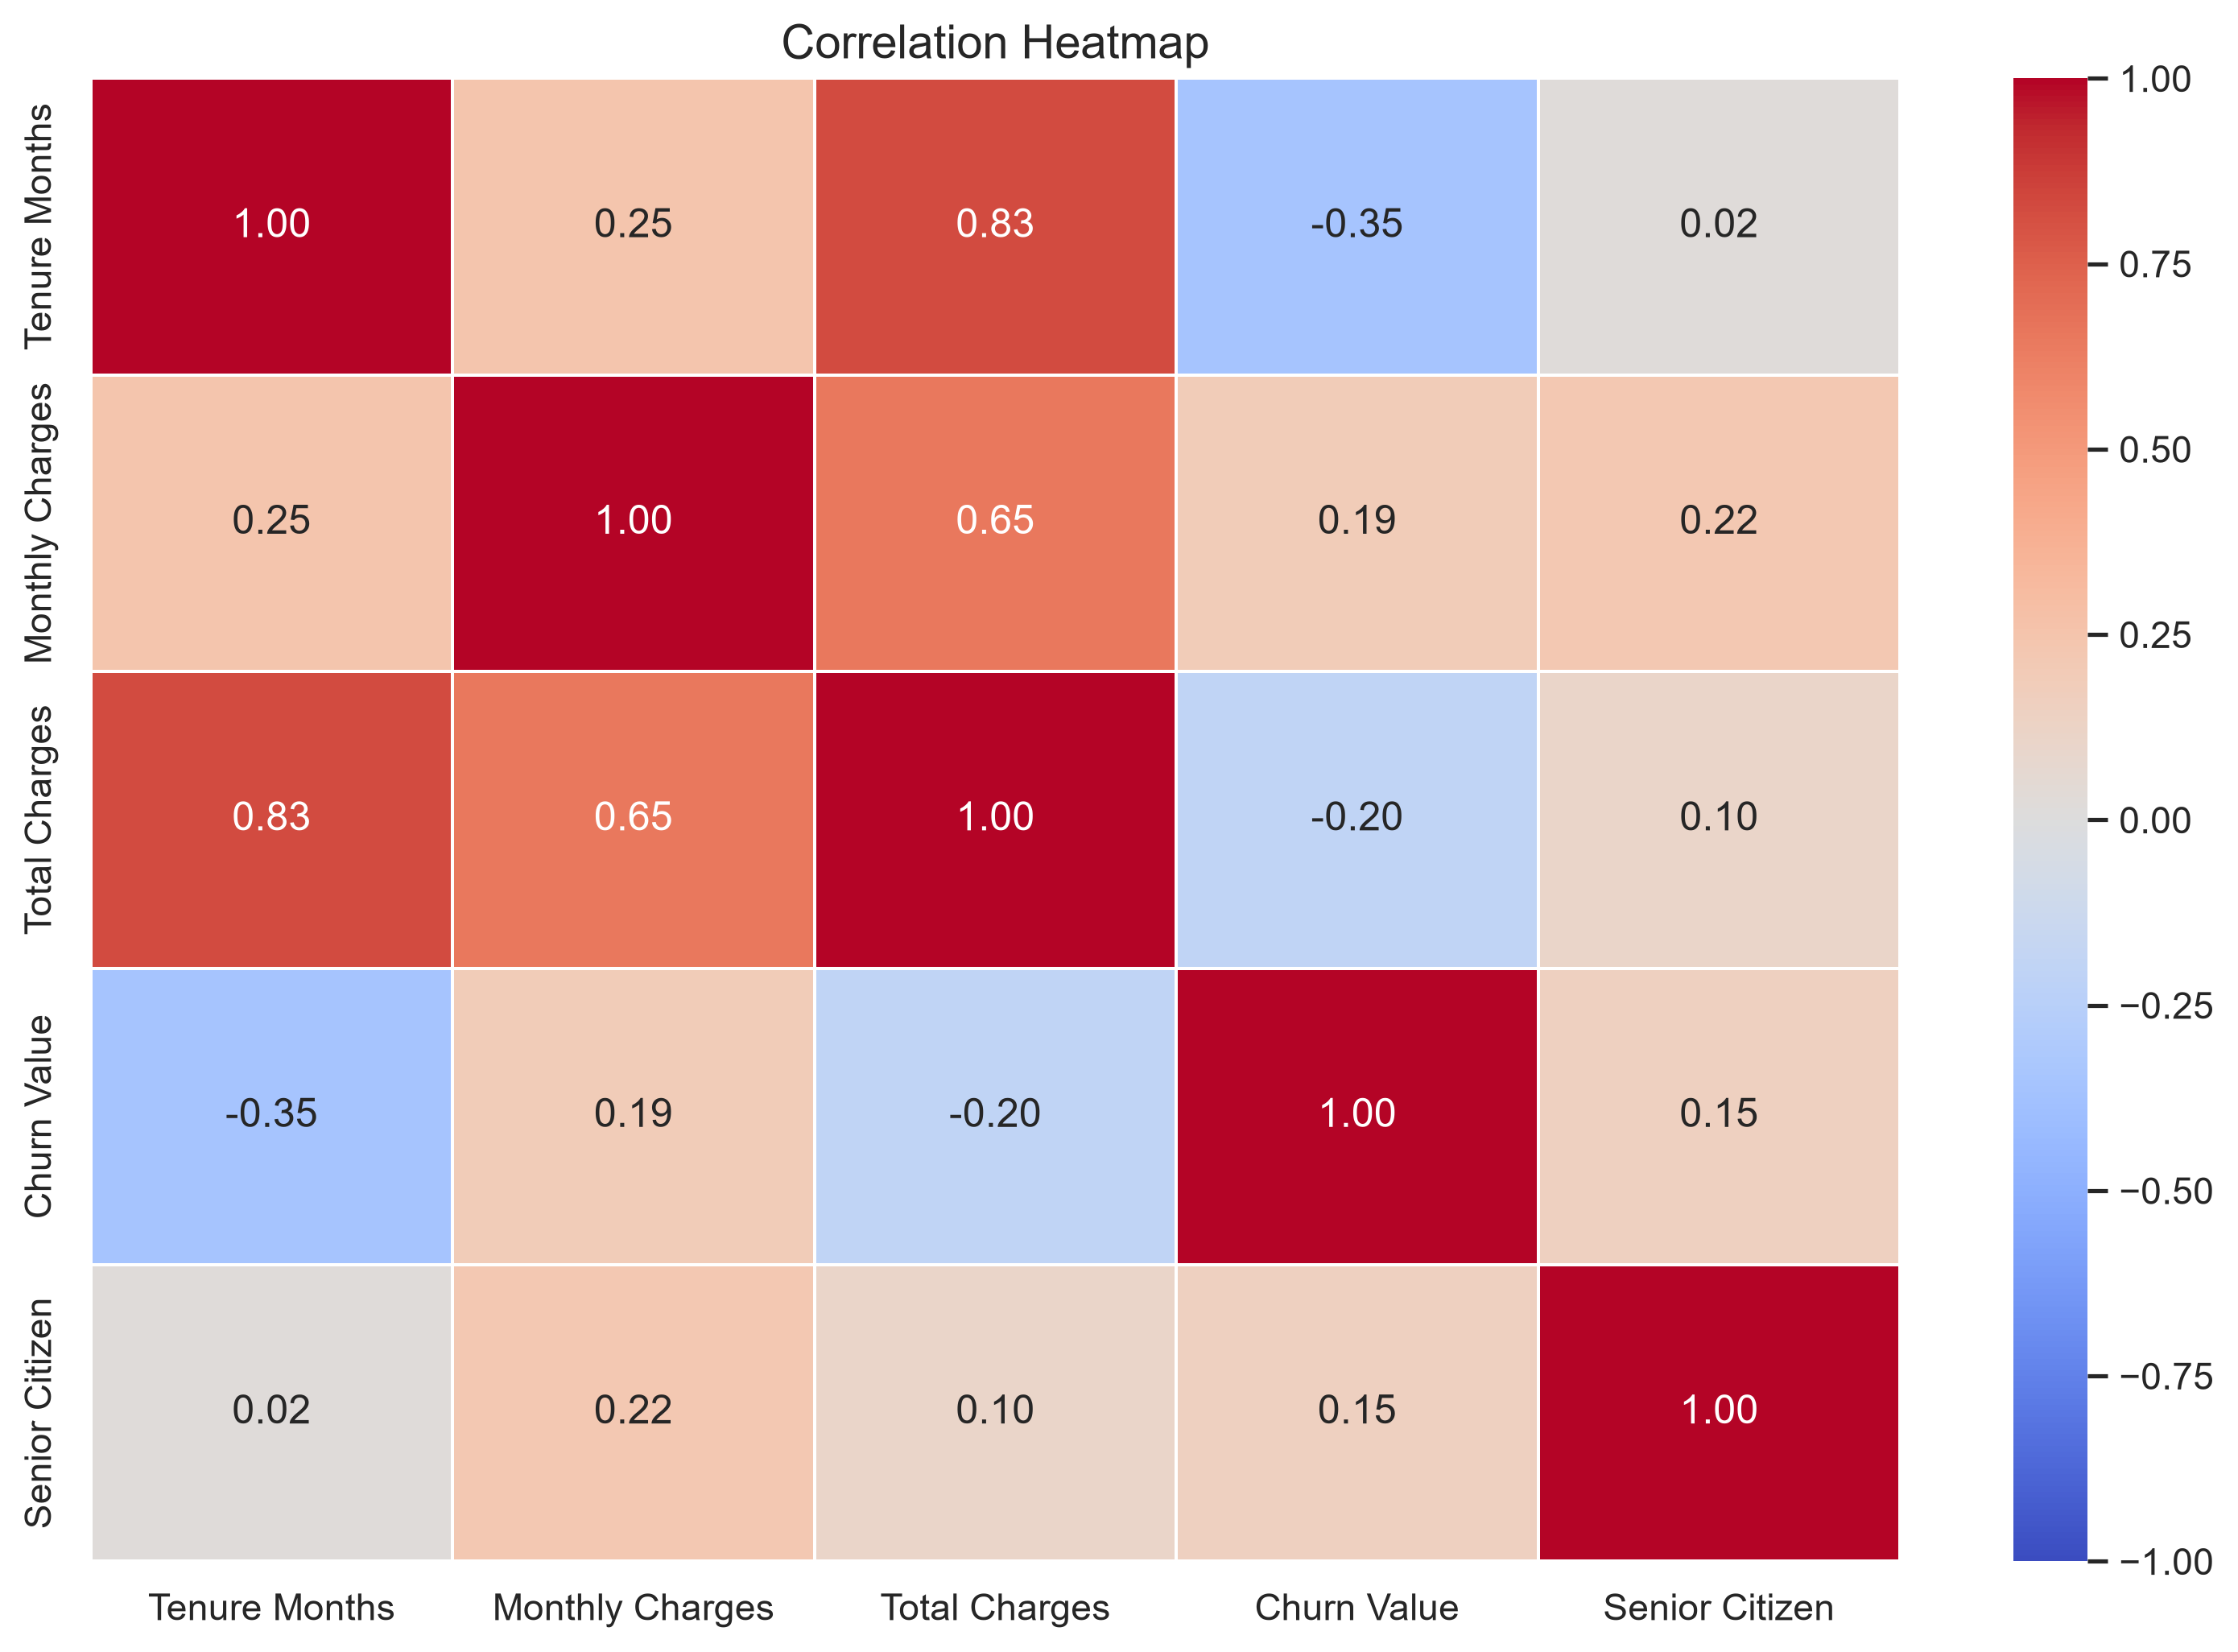 Correlation Heatmap
Tenure Months
1.00 0.25 0.83 -0.35 0.02
Monthly Charges
0.25 1.00 0.65 0.19 0.22
Total Charges
0.83 0.65 1.00 -0.20 0.10
Churn Value
-0.35 0.19 -0.20 1.00 0.15
Senior Citizen
0.02 0.22 0.10 0.15 1.00
Tenure Months Monthly Charges Total Charges Churn Value Senior Citizen
1.00
0.75
0.50
0.25
0.00
−0.25
−0.50
−0.75
−1.00